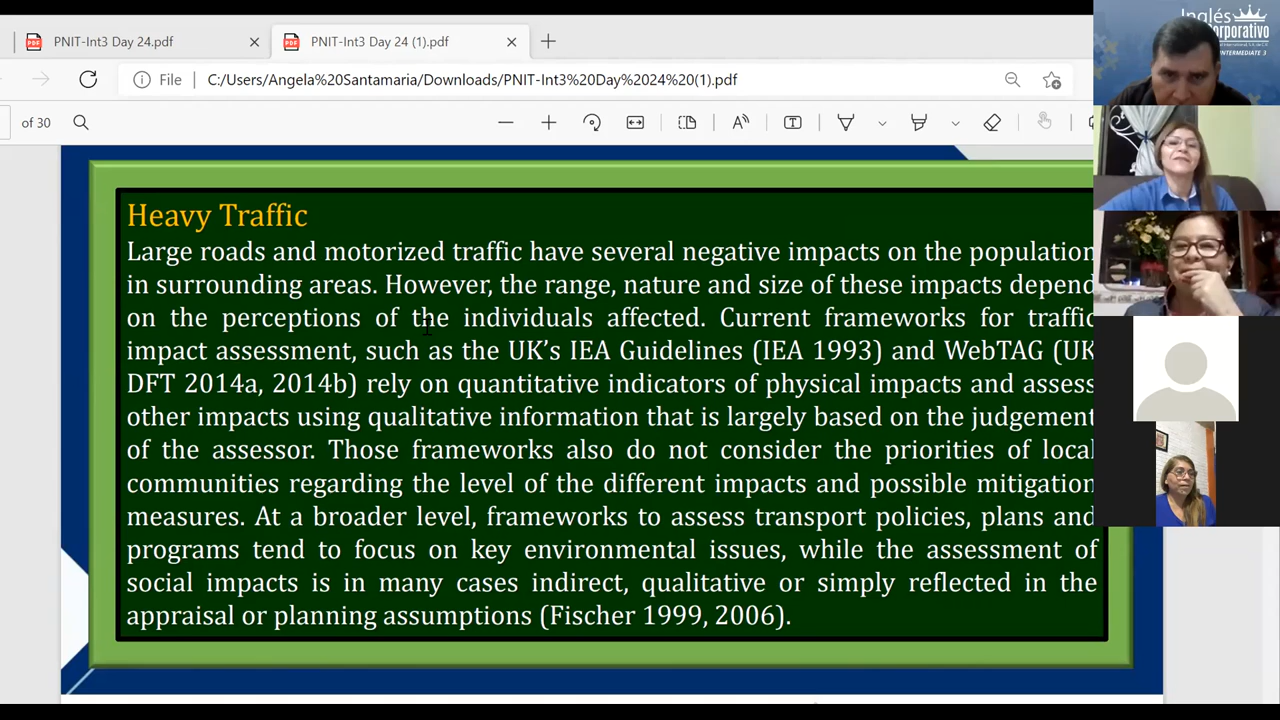 PNIT-Int3 Day 24.pdf
PNIT-Int3 Day 24 (1).pdf
File
C:/Users/Angela%20Santamaria/Downloads/PNIT-Int3%20Day%2024%20(1).pdf
of 30
Heavy Traffic
Large roads and motorized traffic have several negative impacts on the population
in surrounding areas. However, the range, nature and size of these impacts depend
on the perceptions of the individuals affected. Current frameworks for traffic
impact assessment, such as the UK's IEA Guidelines (IEA 1993) and WebTAG (UK
DFT 2014a, 2014b) rely on quantitative indicators of physical impacts and assess
other impacts using qualitative information that is largely based on the judgement
of the assessor. Those frameworks also do not consider the priorities of local
communities regarding the level of the different impacts and possible mitigation
measures. At a broader level, frameworks to assess transport policies, plans and
programs tend to focus on key environmental issues, while the assessment of
social impacts is in many cases indirect, qualitative or simply reflected in the
appraisal or planning assumptions (Fischer 1999, 2006).
Inglés
orporativo
INTERMEDIATE 3